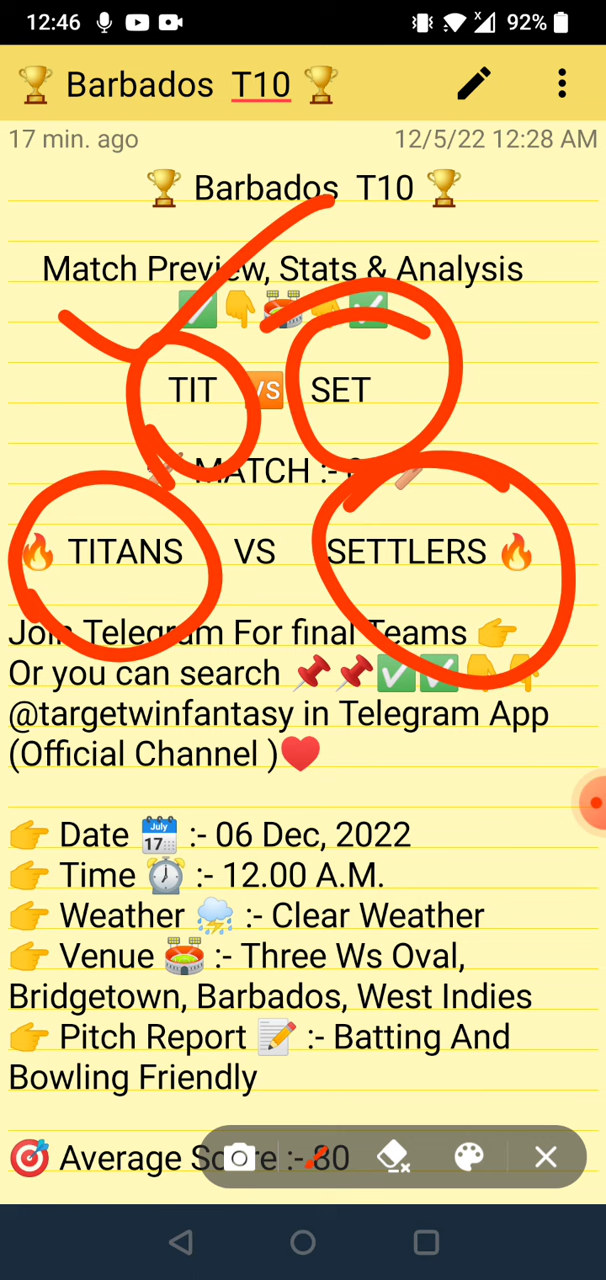 12:46
92%
🏆 Barbados T10 🏆
17 min. ago 12/5/22 12:28 AM
🏆 Barbados T10 🏆
Match Preview, Stats & Analysis
✅👇🏟👇✅
TIT 🆚 SET
MATCH :-
🔥 TITANS VS SETTLERS 🔥
Join Telegram For final Teams 👉
Or you can search 📌📌✅✅👇👇
@targetwinfantasy in Telegram App
(Official Channel )♥️
👉 Date 📅 :- 06 Dec, 2022
👉 Time ⏰ :- 12.00 A.M.
👉 Weather ⛈ :- Clear Weather
👉 Venue 🏟 :- Three Ws Oval,
Bridgetown, Barbados, West Indies
👉 Pitch Report 📝 :- Batting And
Bowling Friendly
🎯 Average Score :- 80